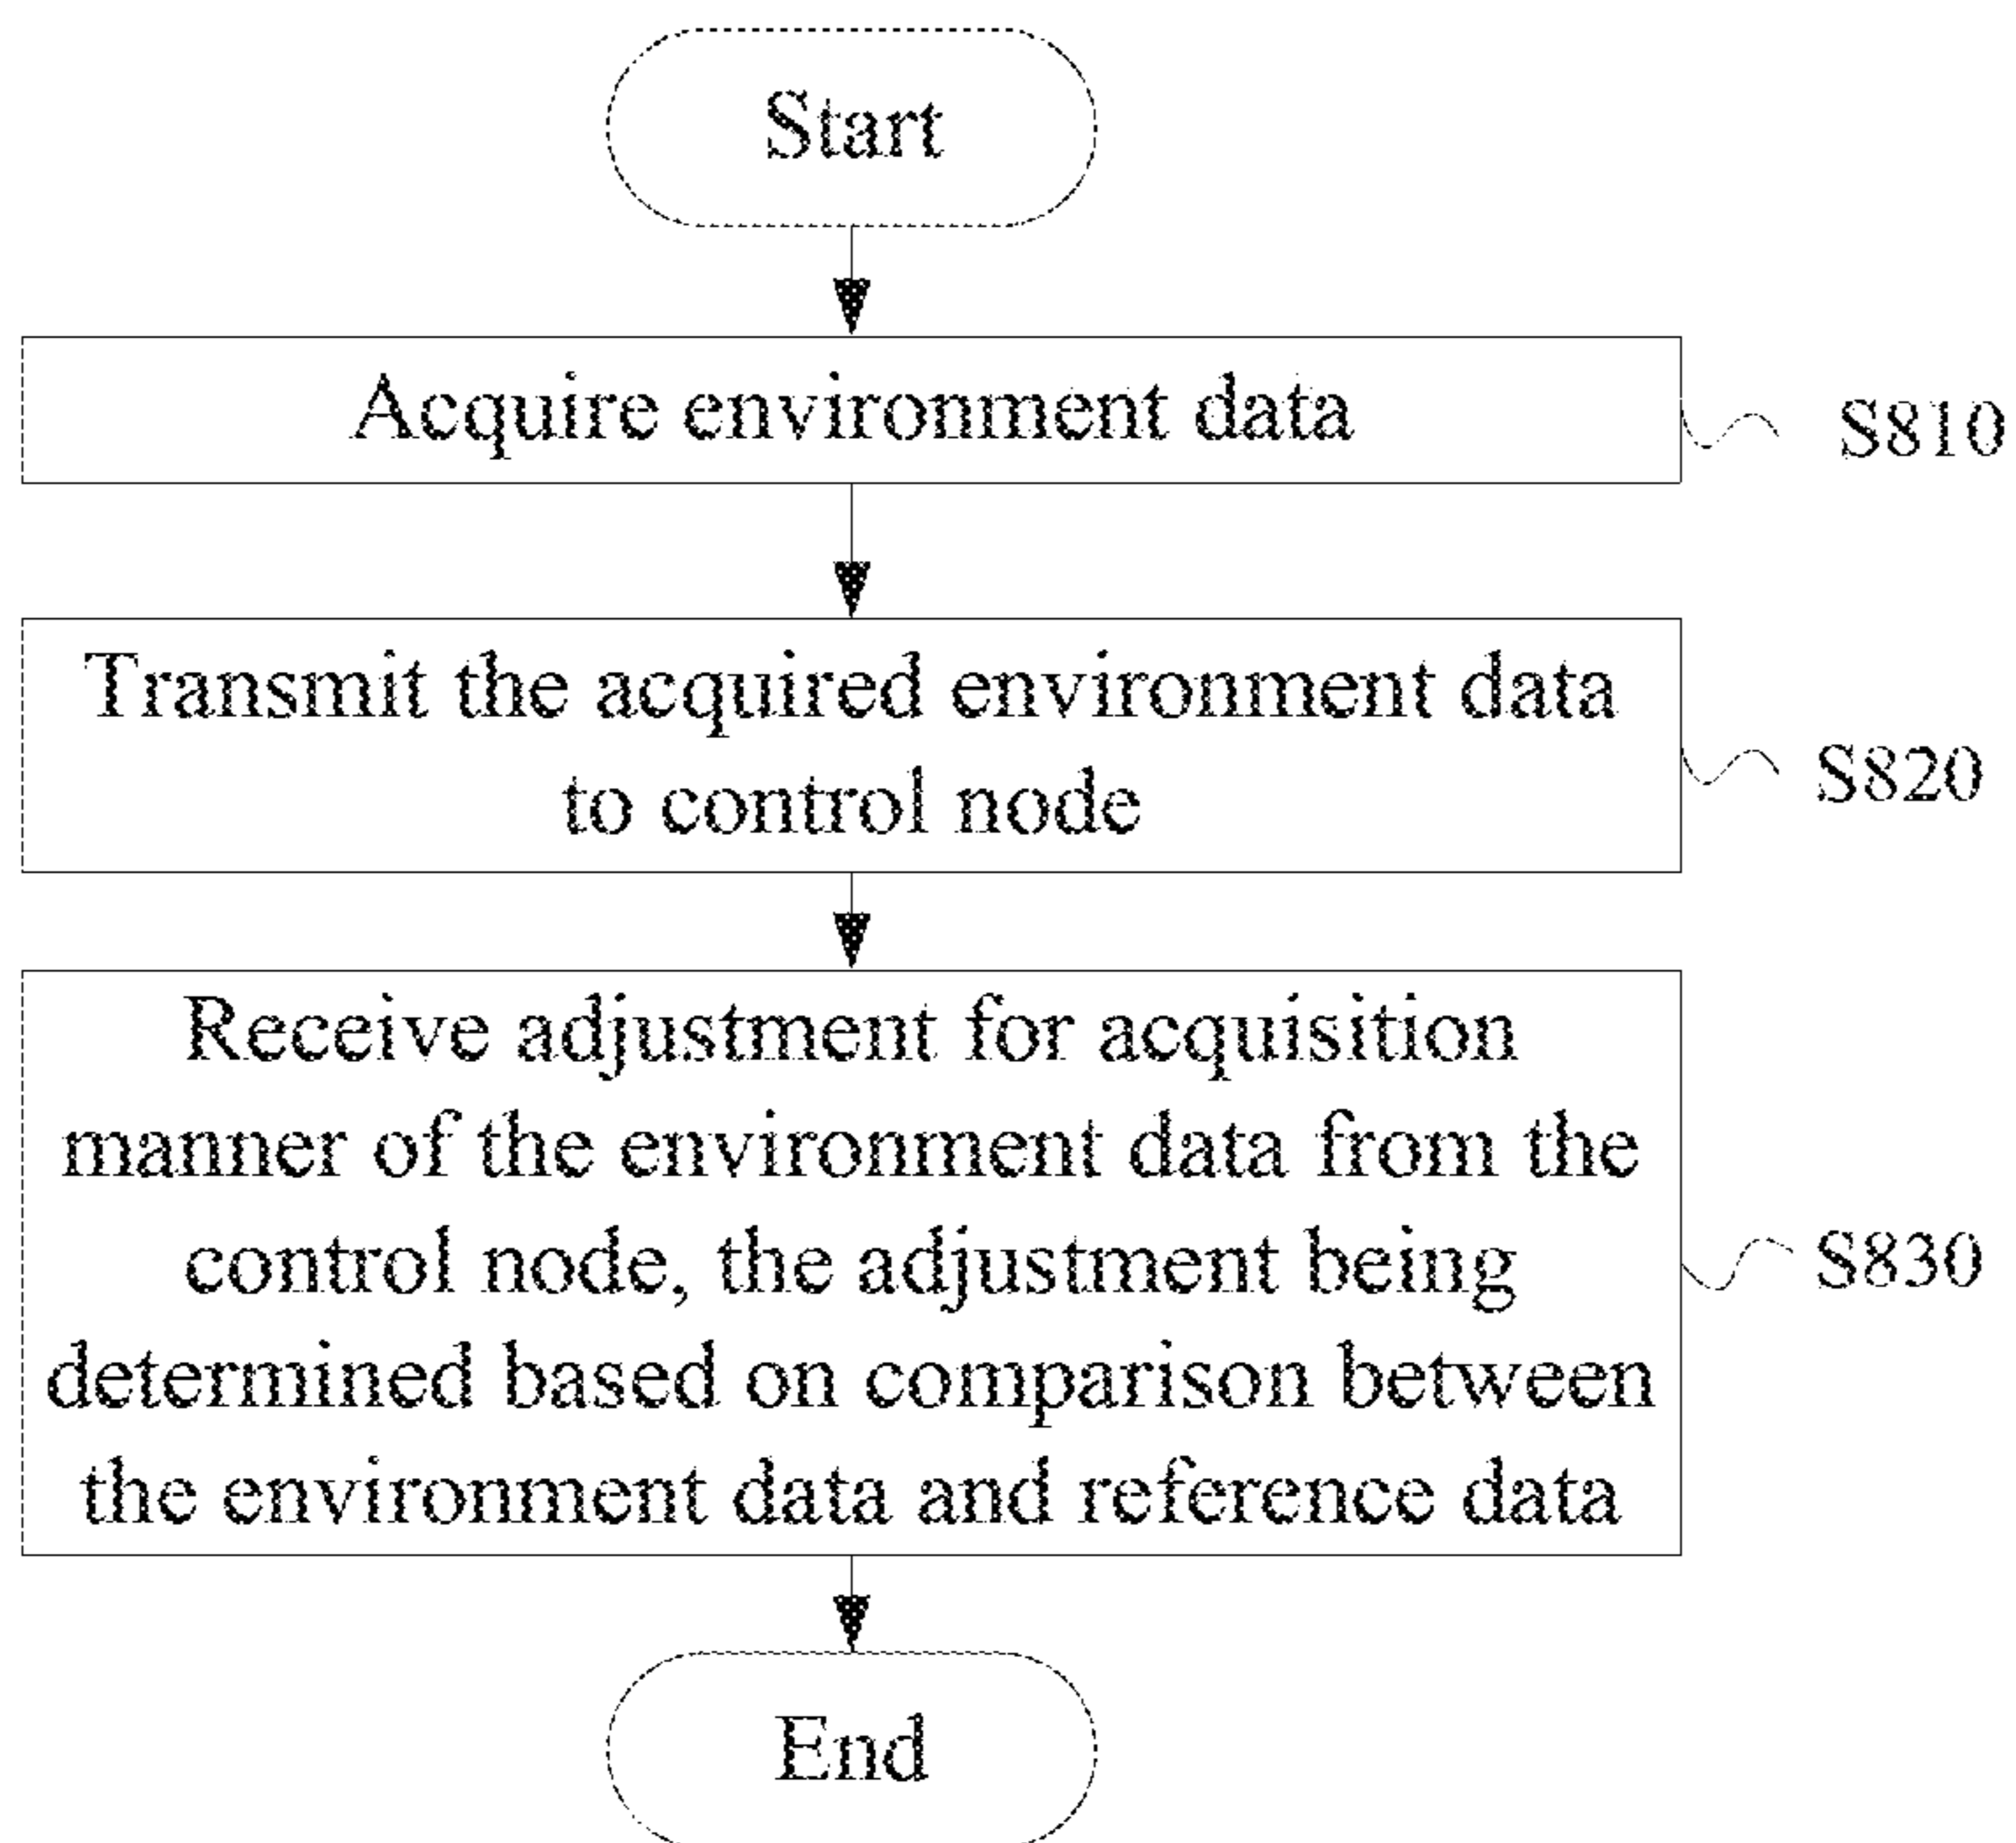 Start
Acquire environment data
S810
Transmit the acquired environment data
to control node
S820
Receive adjustment for acquisition
manner of the environment data from the
control node, the adjustment being
determined based on comparison between
the environment data and reference data
S830
End